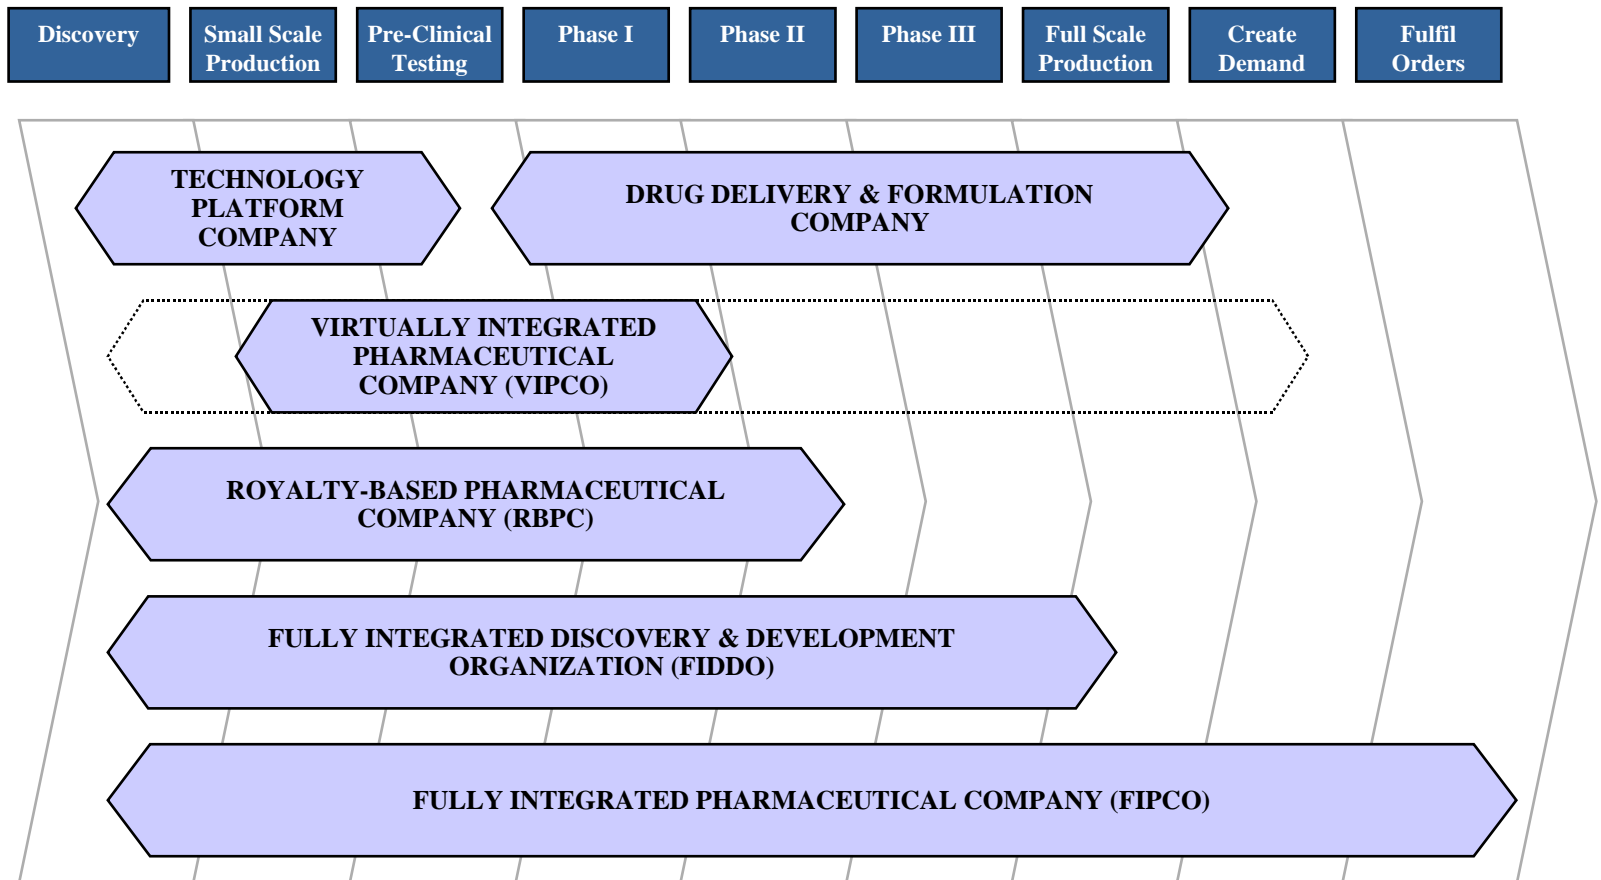 Discovery
Small Scale
Production
Pre-Clinical
Testing
Phase I
Phase II
Phase III
Full Scale
Production
Create
Demand
Fulfil
Orders
TECHNOLOGY
PLATFORM
COMPANY
DRUG DELIVERY & FORMULATION
COMPANY
VIRTUALLY INTEGRATED
PHARMACEUTICAL
COMPANY (VIPCO)
ROYALTY-BASED PHARMACEUTICAL
COMPANY (RBPC)
FULLY INTEGRATED DISCOVERY & DEVELOPMENT
ORGANIZATION (FIDDO)
FULLY INTEGRATED PHARMACEUTICAL COMPANY (FIPCO)